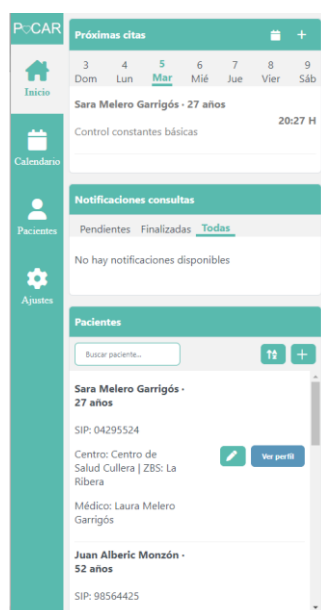 PoCAR
Inicio
Calendario
Pacientes
Ajustes
Próximas citas
3 4 5 6 7 8 9
Dom Lun Mar Mié Jue Vier Sáb
Sara Melero Garrigós · 27 años
20:27 H
Control constantes básicas
Notificaciones consultas
Pendientes Finalizadas Todas
No hay notificaciones disponibles
Pacientes
Buscar paciente...
Sara Melero Garrigós ·
27 años
SIP: 04295524
Centro: Centro de
Salud Cullera | ZBS: La
Ribera
Ver perfil
Médico: Laura Melero
Garrigós
Juan Alberic Monzón ·
52 años
SIP: 98564425